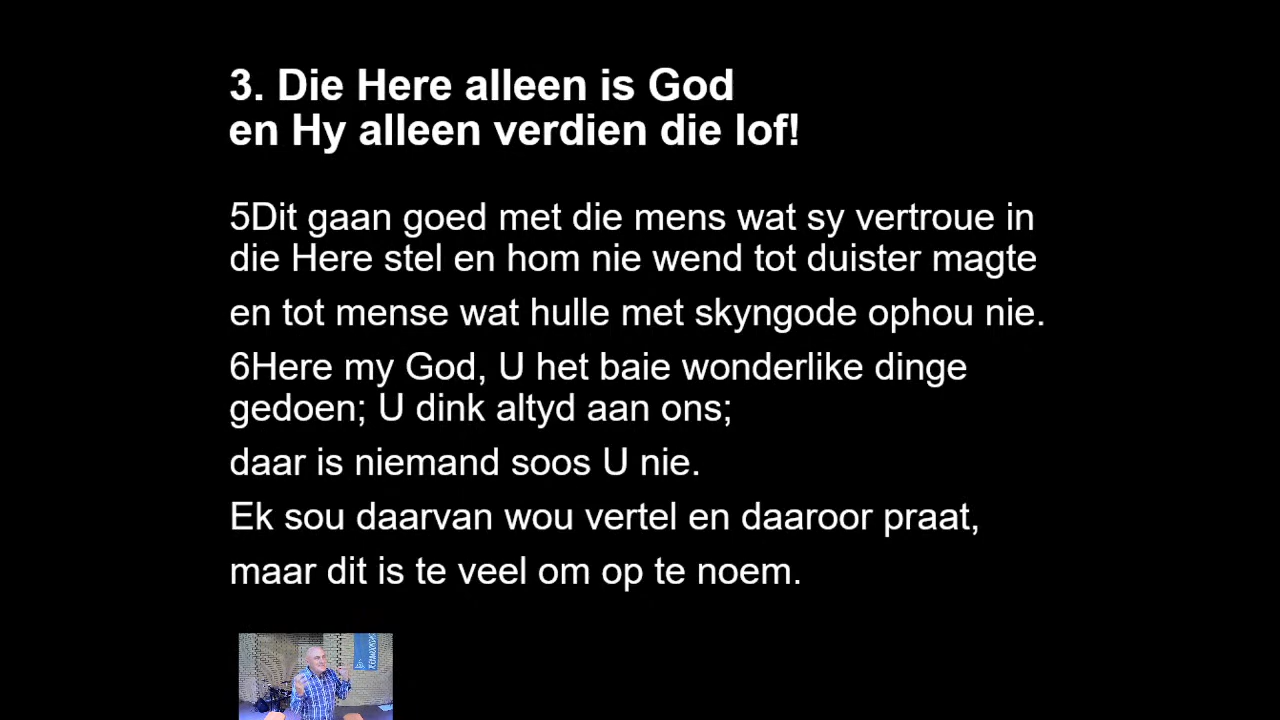 3. Die Here alleen is God
en Hy alleen verdien die lof!
5Dit gaan goed met die mens wat sy vertroue in
die Here stel en hom nie wend tot duister magte
en tot mense wat hulle met skyngode ophou nie.
6Here my God, U het baie wonderlike dinge
gedoen; U dink altyd aan ons;
daar is niemand soos U nie.
Ek sou daarvan wou vertel en daaroor praat,
maar dit is te veel om op te noem.